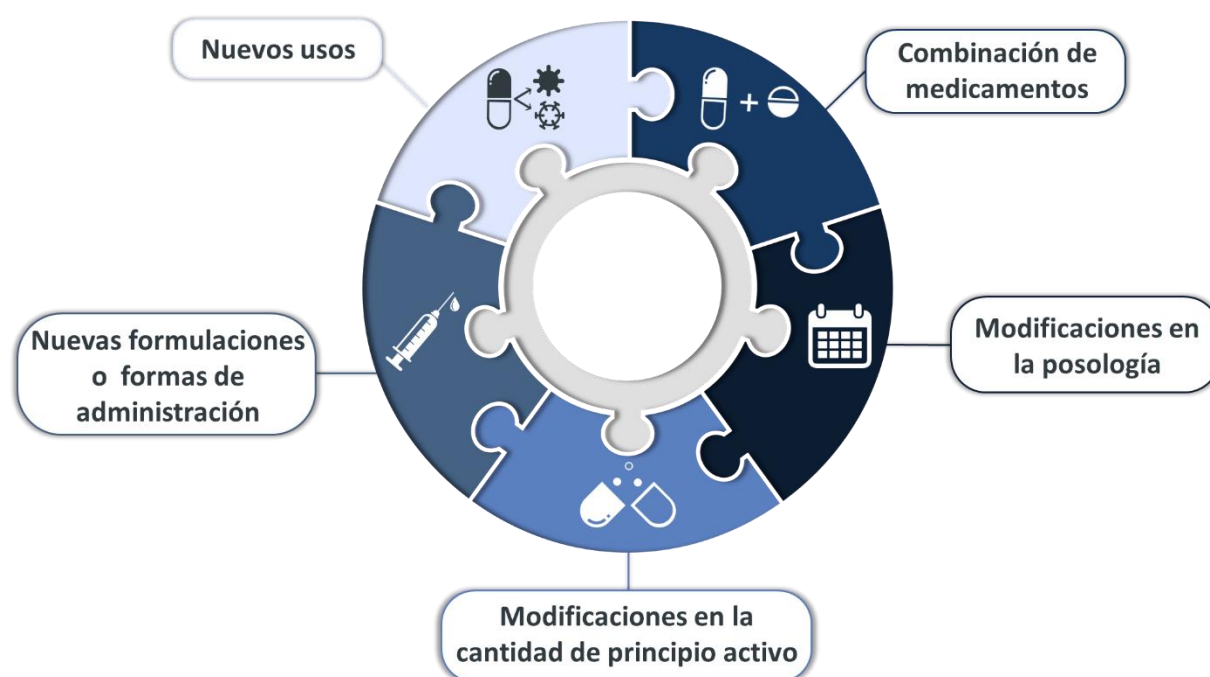 Nuevos usos
Combinación de
medicamentos
Nuevas formulaciones
o formas de
administración
Modificaciones en
la posología
Modificaciones en la
cantidad de principio activo